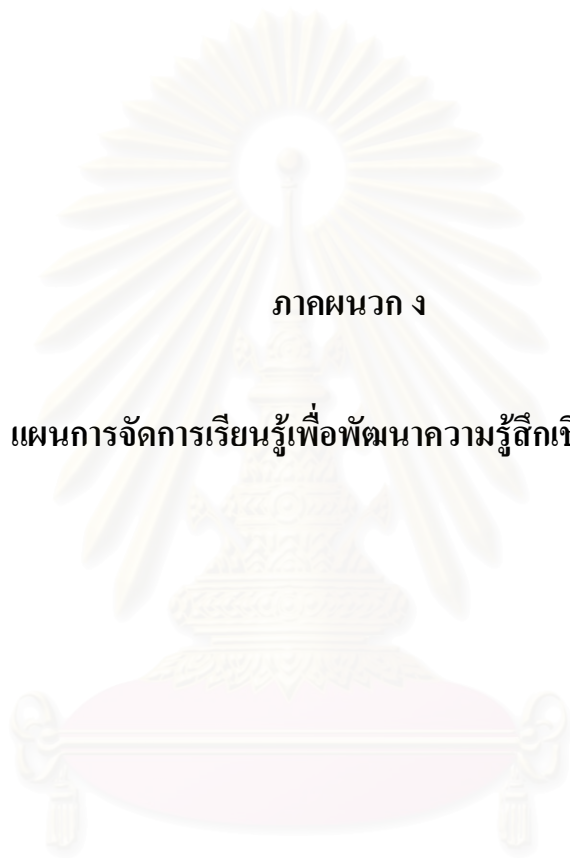 ภาคผนวก ง
แผนการจัดการเรียนรู้เพื่อพัฒนาความรู้สึกเชิ